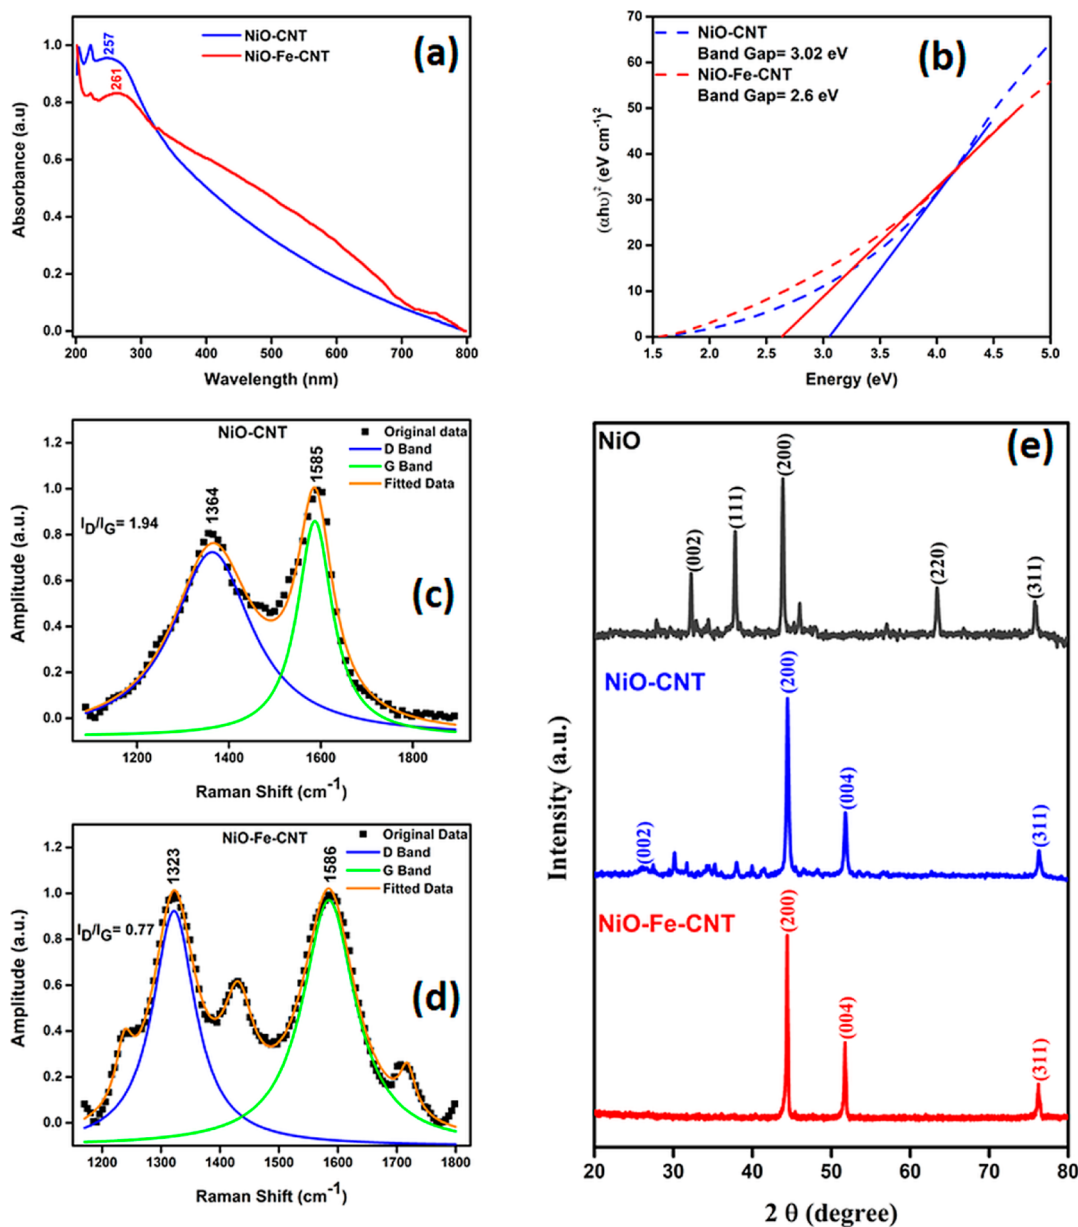 (a)
NiO-CNT
NiO-Fe-CNT
257
261
1.0
0.8
0.6
0.4
0.2
0.0
Absorbance (a.u)
200 300 400 500 600 700 800
Wavelength (nm)
(b)
NiO-CNT
Band Gap= 3.02 eV
NiO-Fe-CNT
Band Gap= 2.6 eV
70
60
50
40
30
20
10
0
(αhυ)² (eV cm⁻¹)²
1.5 2.0 2.5 3.0 3.5 4.0 4.5 5.0
Energy (eV)
NiO-CNT
Original data
D Band
G Band
Fitted Data
I_D/I_G= 1.94
1364
1585
(c)
1.2
1.0
0.8
0.6
0.4
0.2
0.0
Amplitude (a.u.)
1200 1400 1600 1800
Raman Shift (cm⁻¹)
NiO-Fe-CNT
Original Data
D Band
G Band
Fitted Data
I_D/I_G= 0.77
1323
1586
(d)
1.2
1.0
0.8
0.6
0.4
0.2
0.0
Amplitude (a.u.)
1200 1300 1400 1500 1600 1700 1800
Raman Shift (cm⁻¹)
(e)
NiO
(002)
(111)
(200)
(220)
(311)
NiO-CNT
(002)
(200)
(004)
(311)
NiO-Fe-CNT
(200)
(004)
(311)
Intensity (a.u.)
20 30 40 50 60 70 80
2 θ (degree)